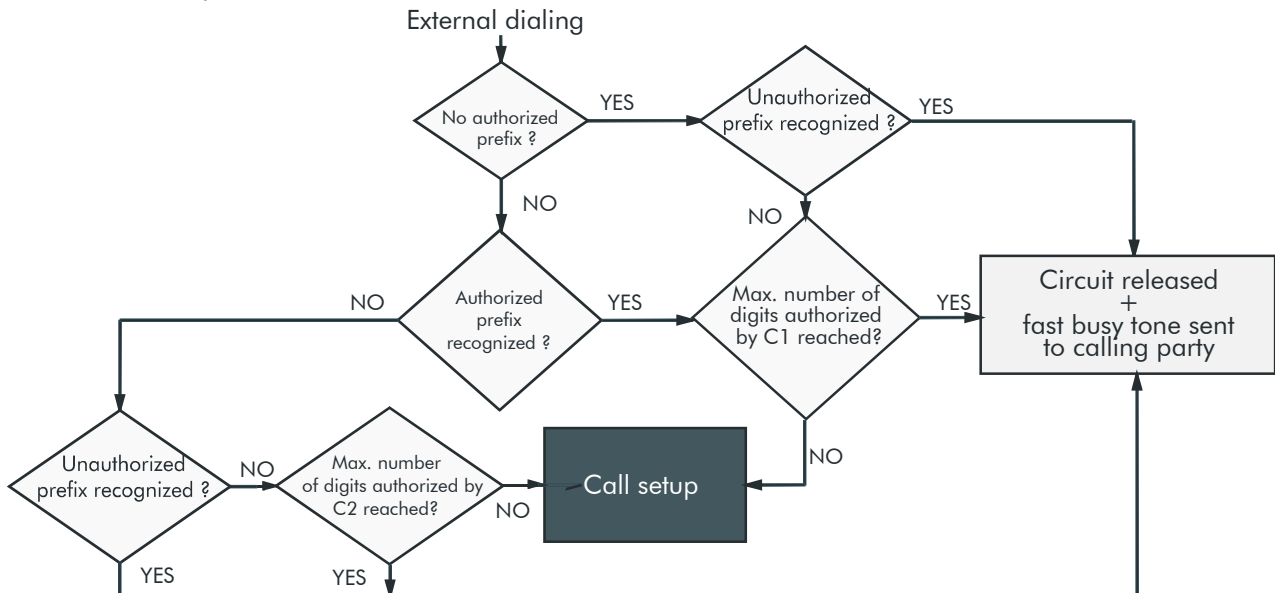 External dialing
No authorized
prefix ?
YES
Unauthorized
prefix recognized ?
YES
NO
NO
Authorized
prefix
recognized ?
NO
YES
Max. number of
digits authorized
by C1 reached?
YES
Circuit released
+
fast busy tone sent
to calling party
NO
Unauthorized
prefix recognized ?
NO
Max. number
of digits authorized by
C2 reached?
NO
Call setup
YES
YES